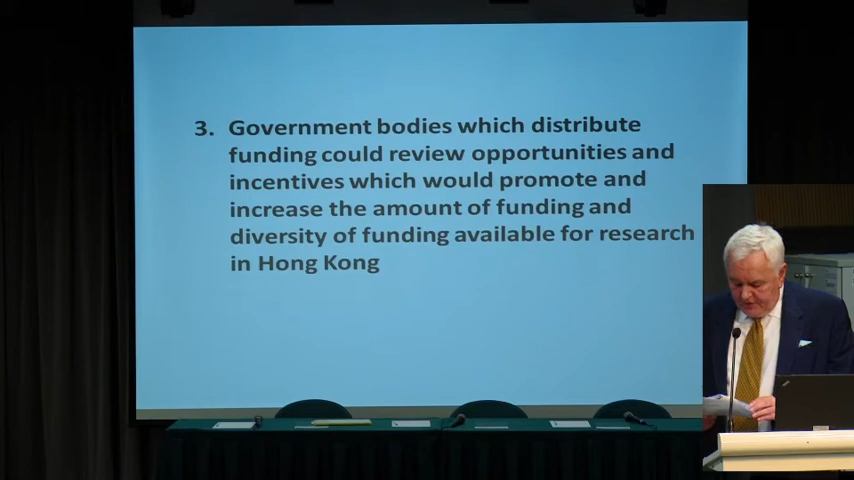 3. Government bodies which distribute
funding could review opportunities and
incentives which would promote and
increase the amount of funding and
diversity of funding available for research
in Hong Kong